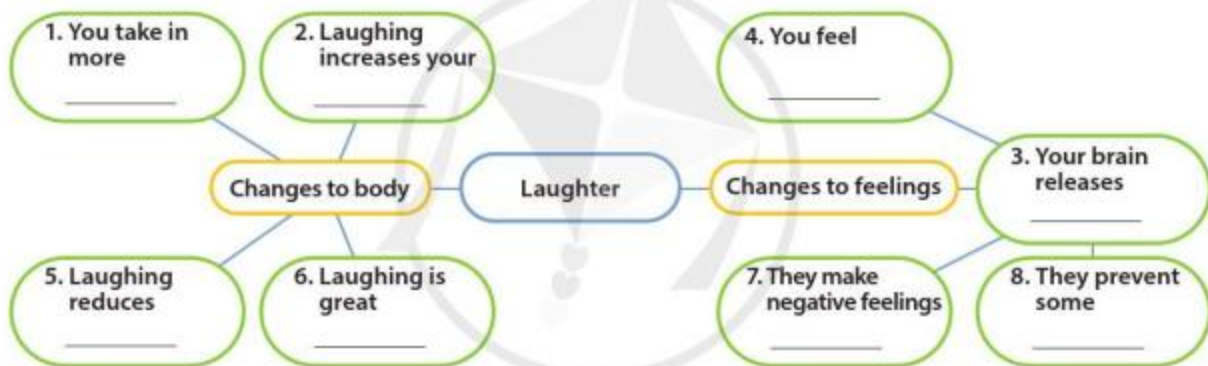 1. You take in
more
2. Laughing
increases your
4. You feel
3. Your brain
releases
Changes to body
Laughter
Changes to feelings
5. Laughing
reduces
6. Laughing is
great
7. They make
negative feelings
8. They prevent
some